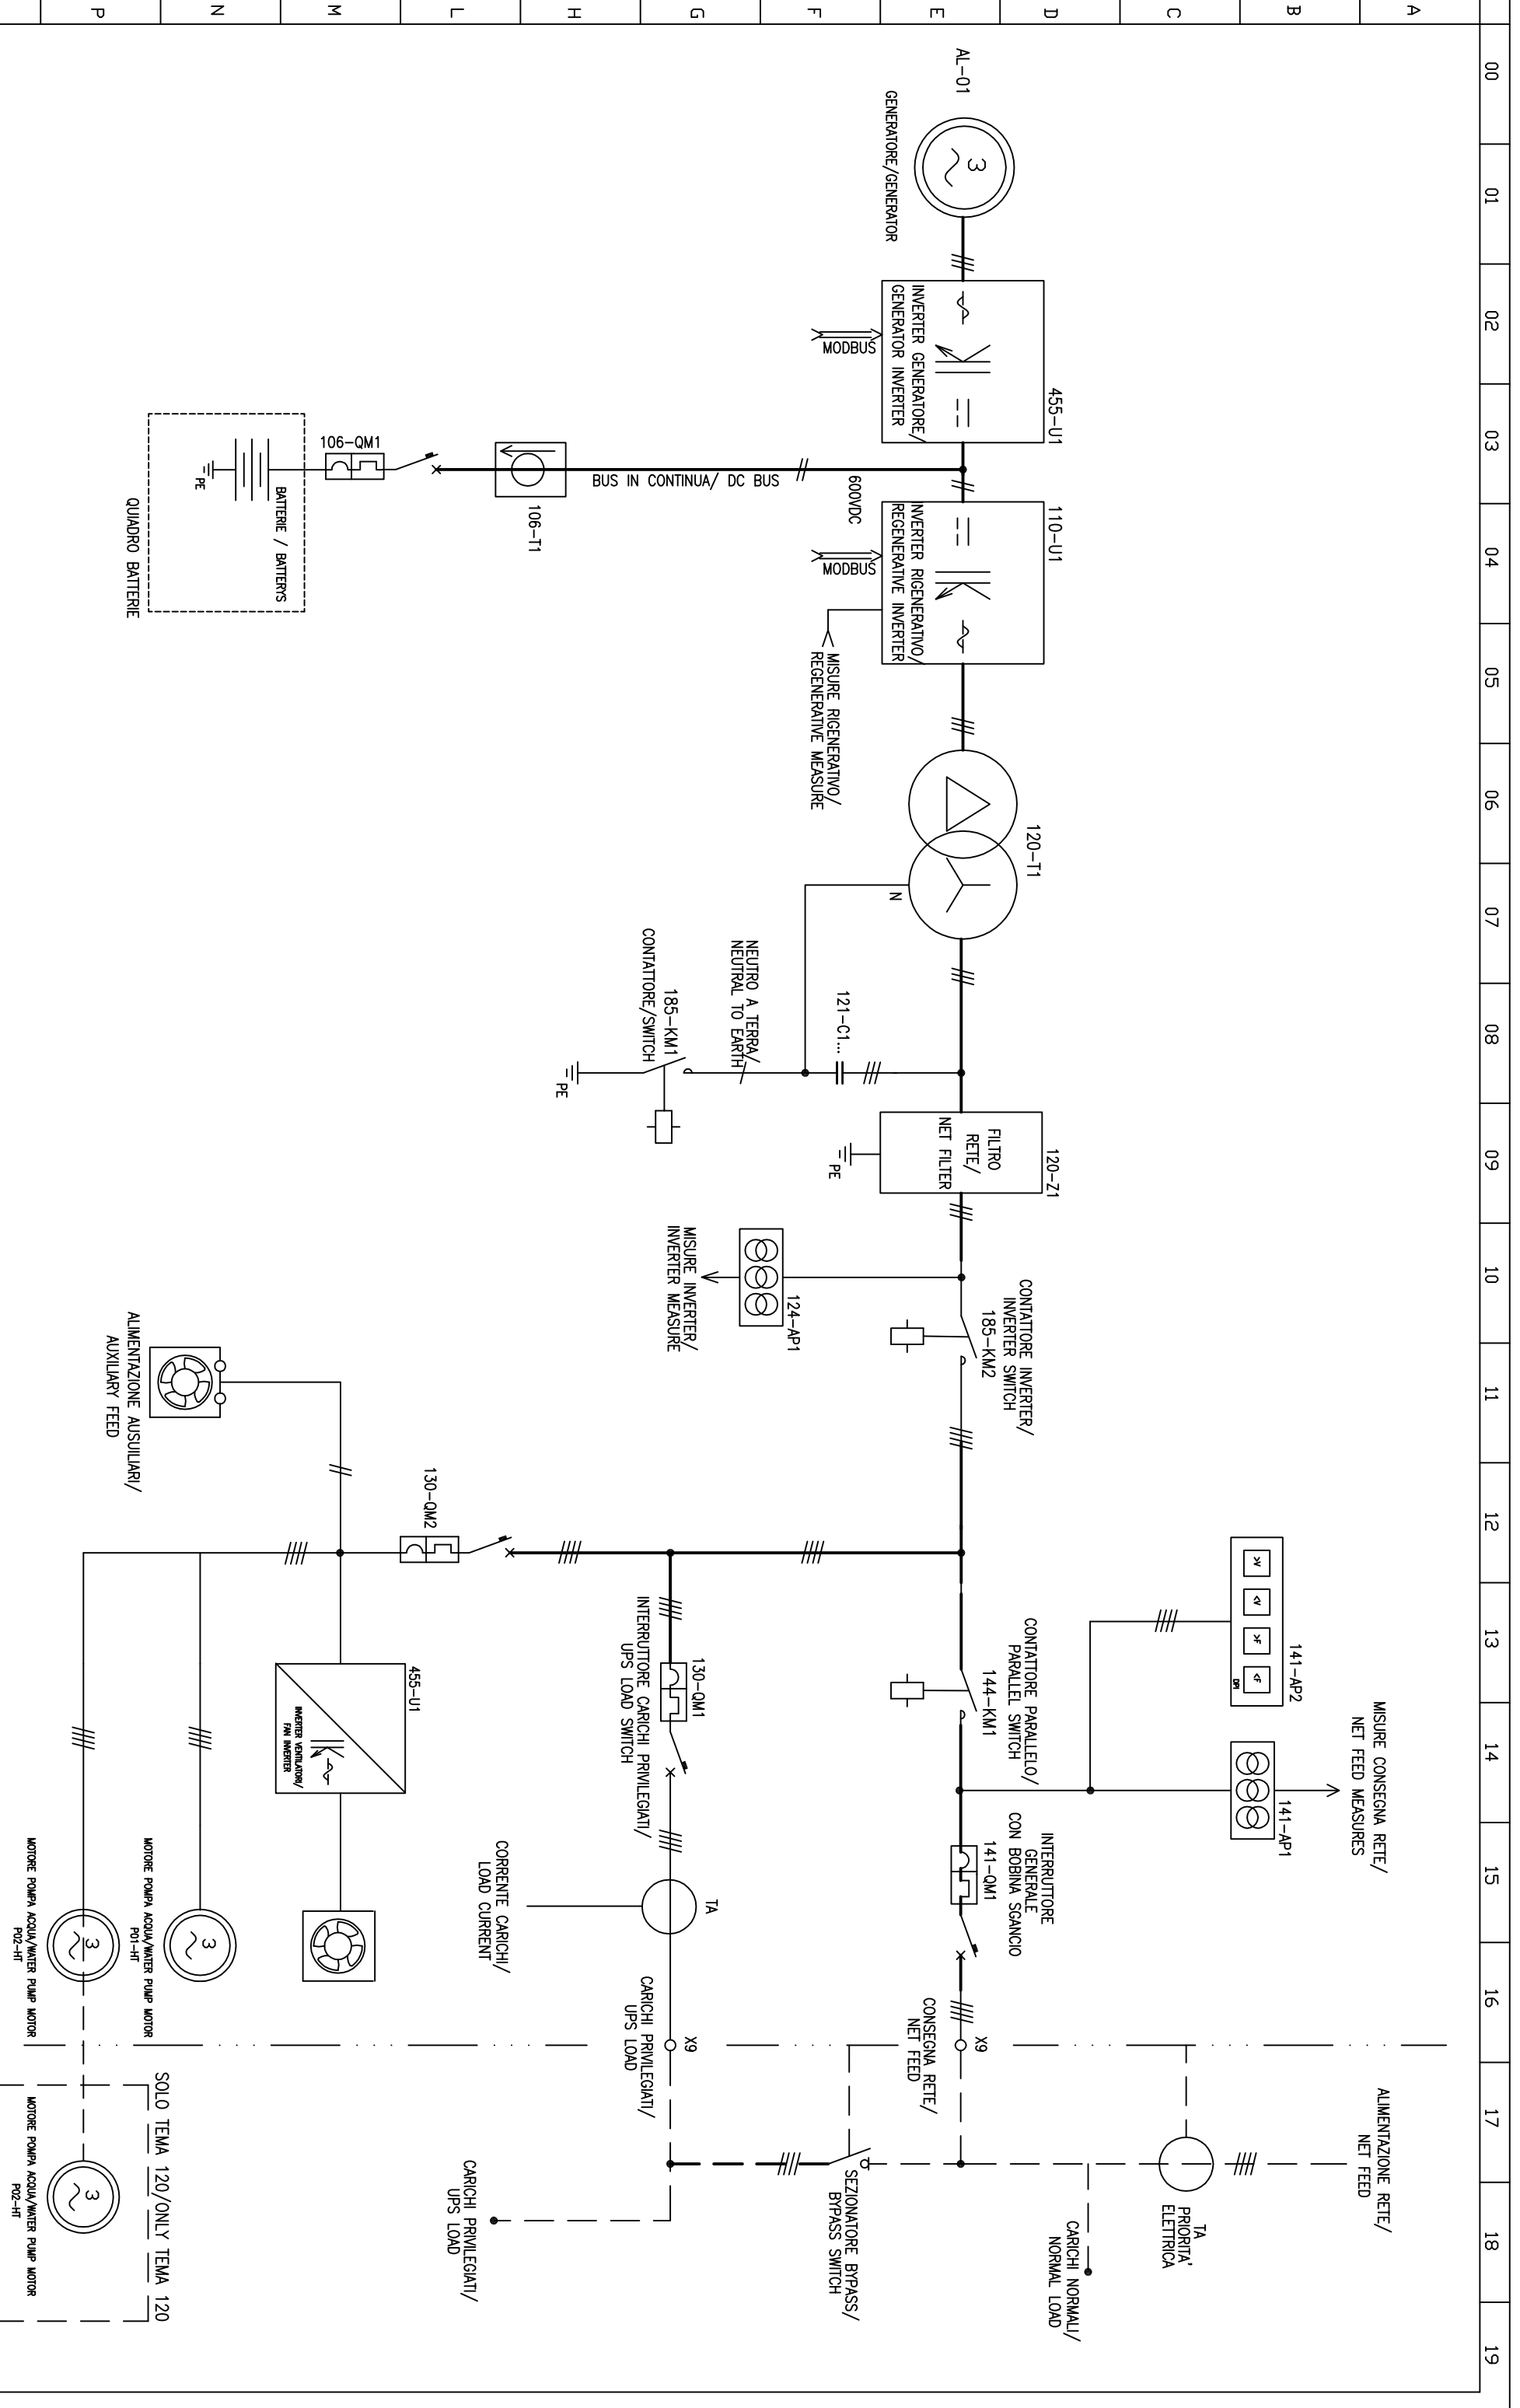 A
B
C
D
E
F
G
H
L
M
N
P
00
01
02
03
04
05
06
07
08
09
10
11
12
13
14
15
16
17
18
19
AL-01
3
GENERATORE/GENERATOR
455-U1
INVERTER GENERATORE/
GENERATOR INVERTER
MODBUS
110-U1
INVERTER RIGENERATIVO/
REGENERATIVE INVERTER
MODBUS
600VDC
BUS IN CONTINUA/ DC BUS
MISURE RIGENERATIVO/
REGENERATIVE MEASURE
106-T1
106-QM1
BATTERIE / BATTERYS
PE
QUIADRO BATTERIE
120-T1
N
121-C1...
NEUTRO A TERRA/
NEUTRAL TO EARTH
185-KM1
CONTATTORE/SWITCH
PE
120-Z1
FILTRO
RETE/
NET FILTER
PE
124-AP1
MISURE INVERTER/
INVERTER MEASURE
CONTATTORE INVERTER/
INVERTER SWITCH
185-KM2
ALIMENTAZIONE AUSUILIARI/
AUXILIARY FEED
130-QM2
141-AP2
>V
<V
>F
<F
DPI
MISURE CONSEGNA RETE/
NET FEED MEASURES
141-AP1
CONTATTORE PARALLELO/
PARALLEL SWITCH
144-KM1
INTERRUTTORE
GENERALE
CON BOBINA SGANCIO
141-QM1
130-QM1
INTERRUTTORE CARICHI PRIVILEGIATI/
UPS LOAD SWITCH
TA
CORRENTE CARICHI/
LOAD CURRENT
455-U1
INVERTER VENTILATORI/
FAN INVERTER
3
MOTORE POMPA ACQUA/WATER PUMP MOTOR
P01-HT
3
MOTORE POMPA ACQUA/WATER PUMP MOTOR
P02-HT
X9
CONSEGNA RETE/
NET FEED
X9
CARICHI PRIVILEGIATI/
UPS LOAD
ALIMENTAZIONE RETE/
NET FEED
TA
PRIORITA'
ELETTRICA
CARICHI NORMALI/
NORMAL LOAD
SEZIONATORE BYPASS/
BYPASS SWITCH
CARICHI PRIVILEGIATI/
UPS LOAD
SOLO TEMA 120/ONLY TEMA 120
3
MOTORE POMPA ACQUA/WATER PUMP MOTOR
P02-HT